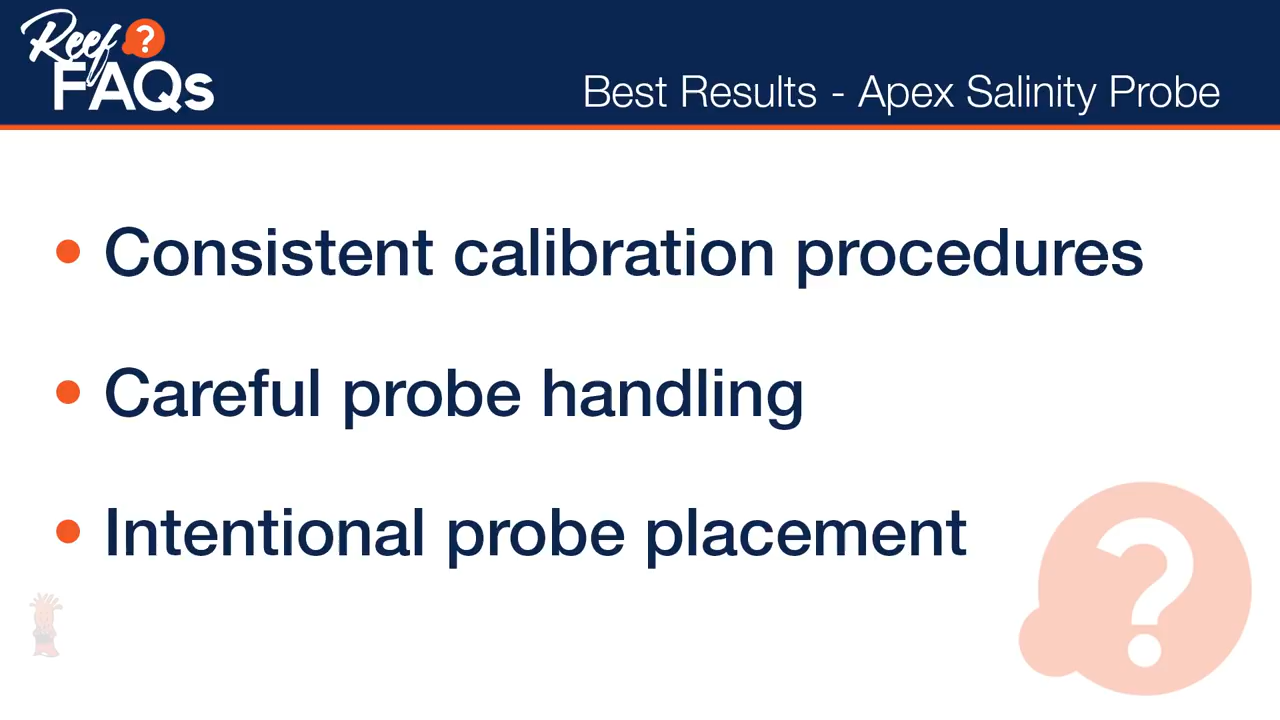 Reef ?
FAQs
Best Results - Apex Salinity Probe
• Consistent calibration procedures
• Careful probe handling
• Intentional probe placement
?